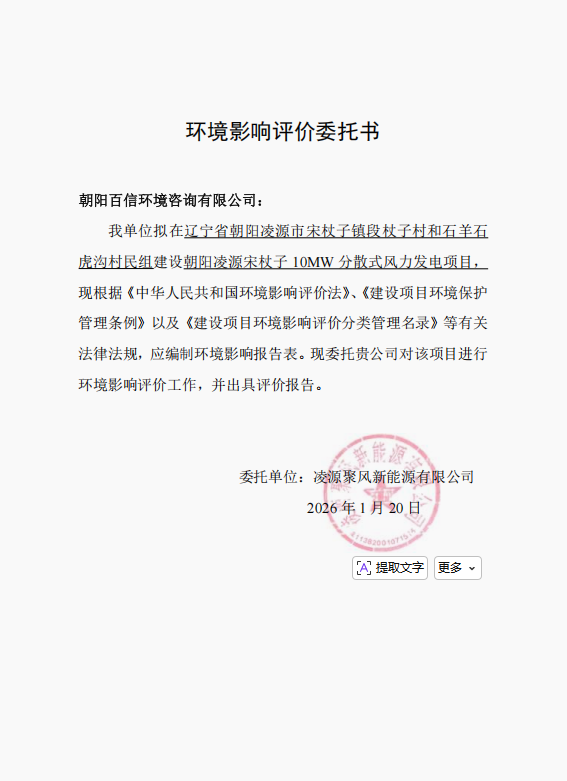 环境影响评价委托书
朝阳百信环境咨询有限公司：
我单位拟在辽宁省朝阳凌源市宋杖子镇段杖子村和石羊石
虎沟村民组建设朝阳凌源宋杖子 10MW 分散式风力发电项目，
现根据《中华人民共和国环境影响评价法》、《建设项目环境保护
管理条例》以及《建设项目环境影响评价分类管理名录》等有关
法律法规，应编制环境影响报告表。现委托贵公司对该项目进行
环境影响评价工作，并出具评价报告。
委托单位：凌源聚风新能源有限公司
2026 年 1 月 20 日
提取文字 更多